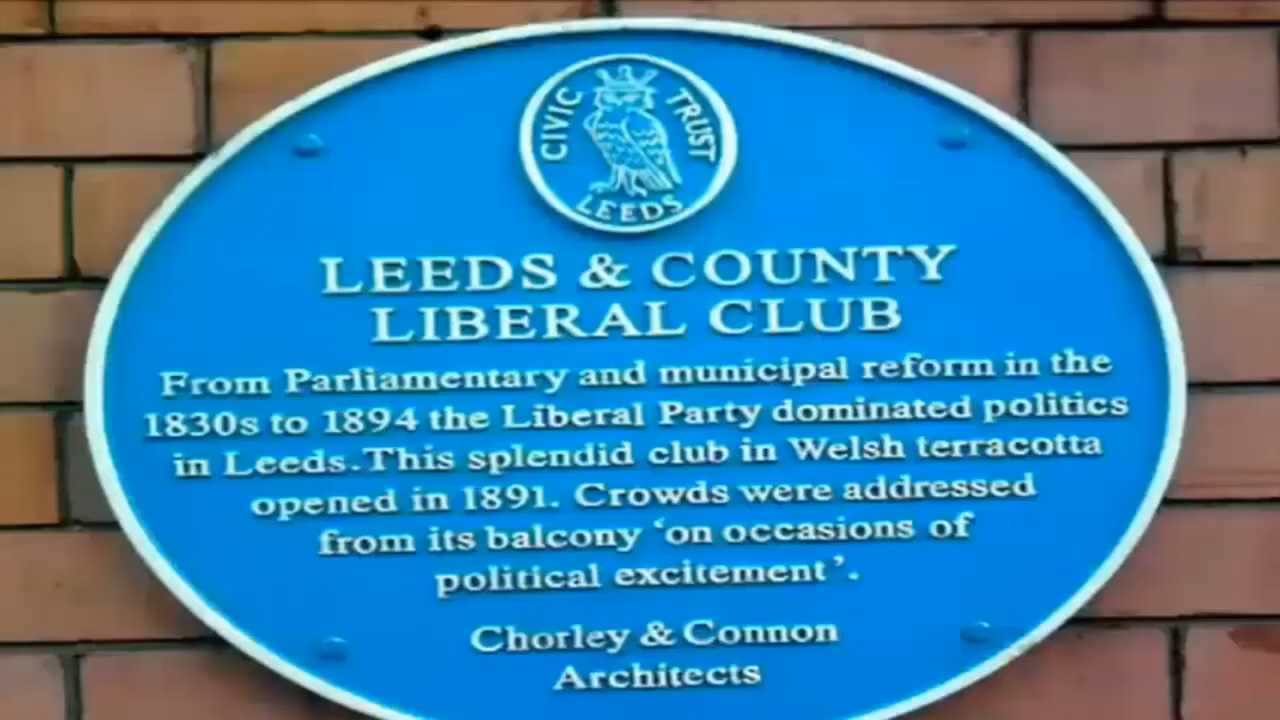 CIVIC TRUST
LEEDS
LEEDS & COUNTY
LIBERAL CLUB
From Parliamentary and municipal reform in the
1830s to 1894 the Liberal Party dominated politics
in Leeds. This splendid club in Welsh terracotta
opened in 1891. Crowds were addressed
from its balcony ‘on occasions of
political excitement’.
Chorley & Connon
Architects